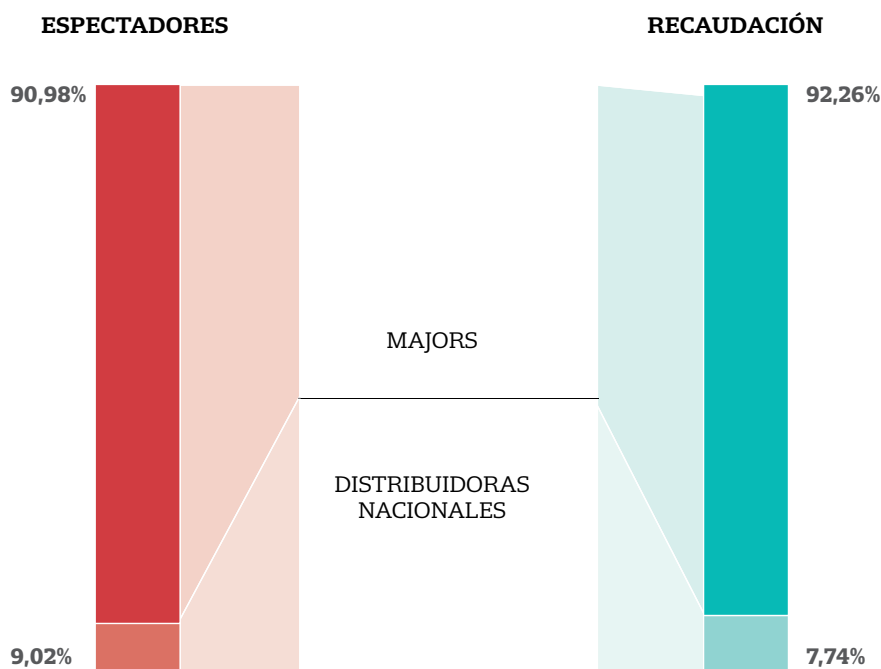 ESPECTADORES
RECAUDACIÓN
90,98%
92,26%
MAJORS
DISTRIBUIDORAS
NACIONALES
9,02%
7,74%